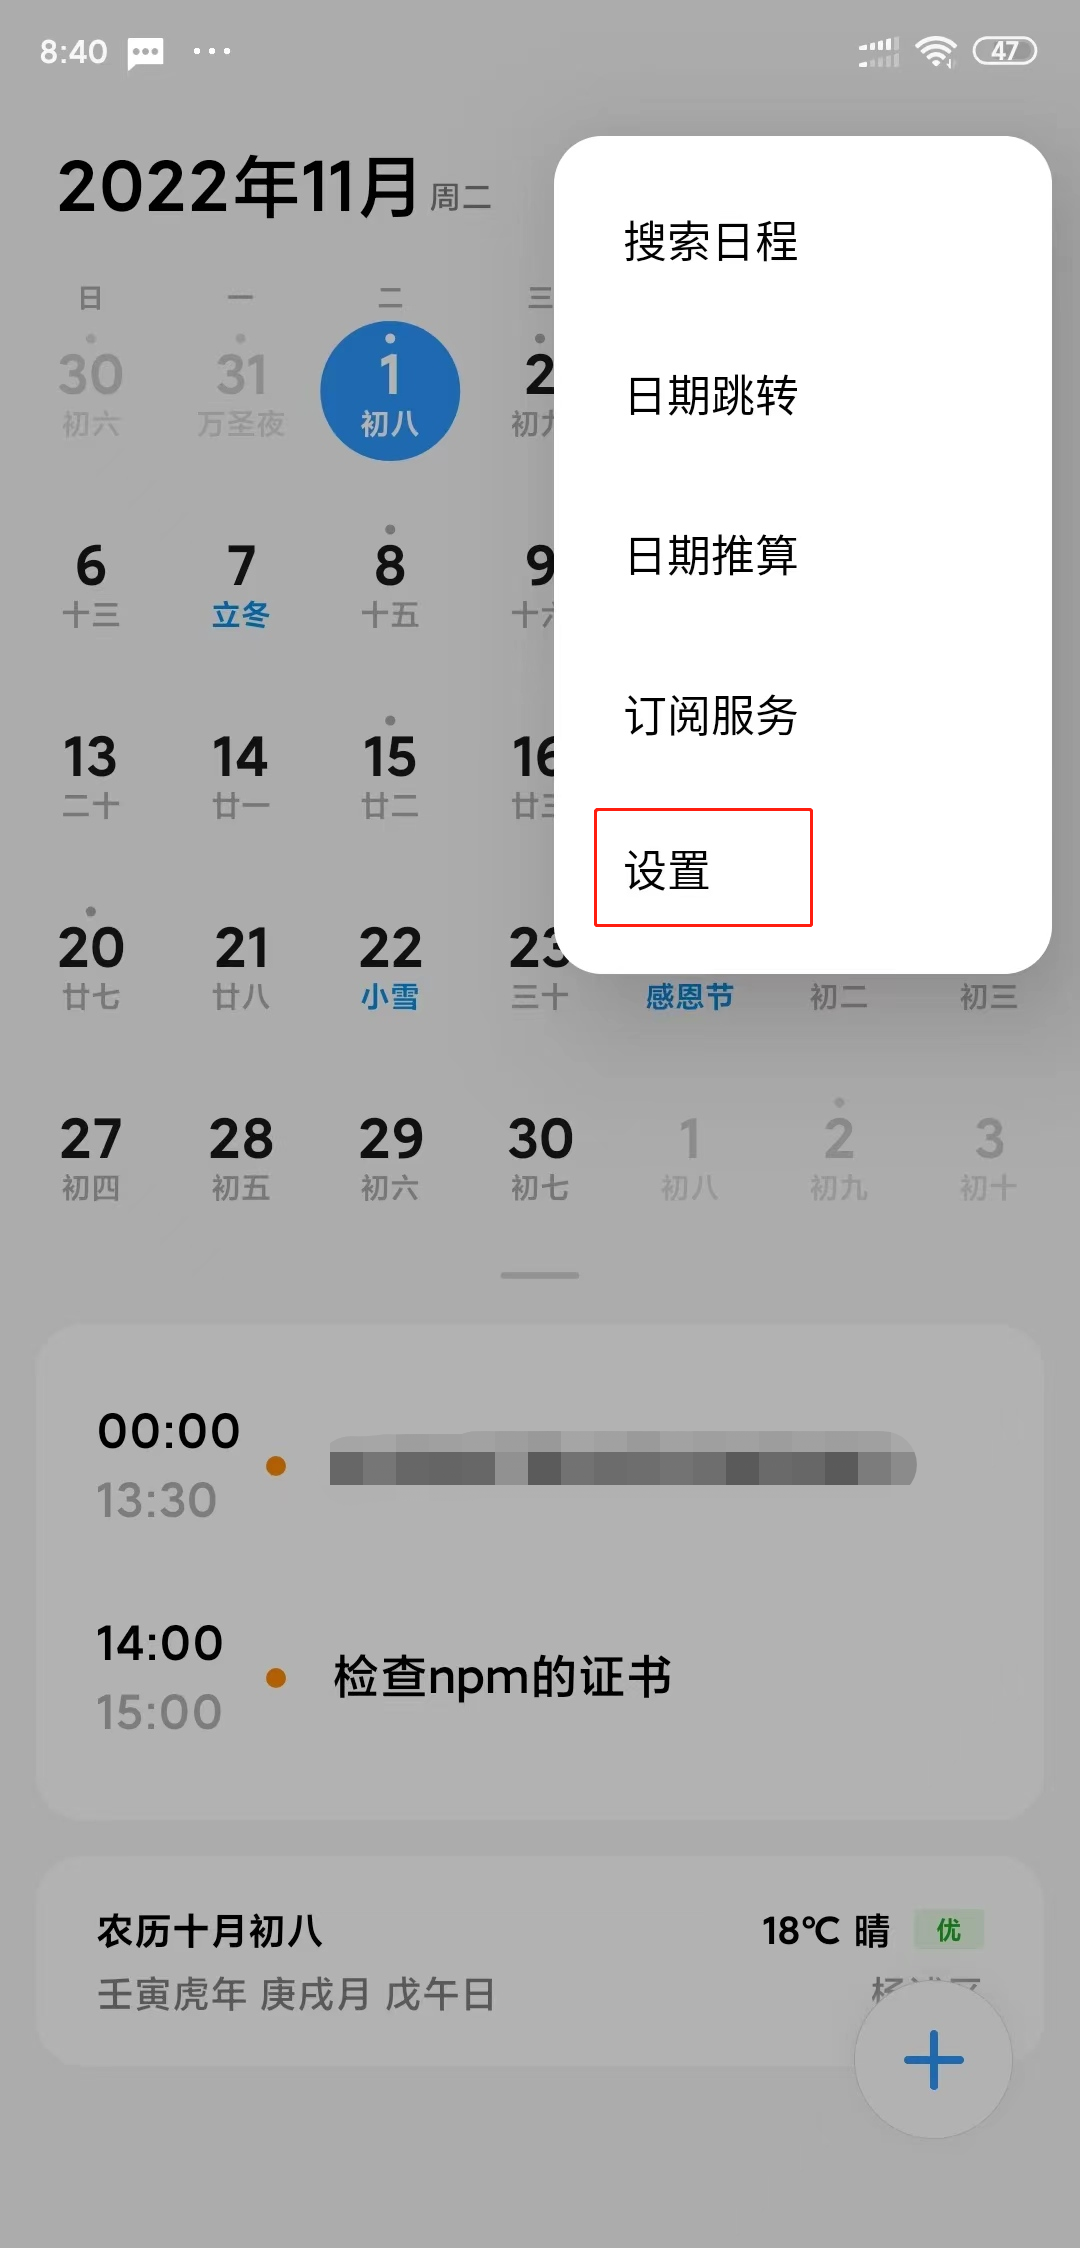 8:40
47
2022年11月 周二
搜索日程
日期跳转
日期推算
订阅服务
设置
日 一 二 三
30 31 1 2
初六 万圣夜 初八 初九
6 7 8 9
十三 立冬 十五 十六
13 14 15 16
二十 廿一 廿二 廿三
20 21 22 23
廿七 廿八 小雪 三十 感恩节 初二 初三
27 28 29 30 1 2 3
初四 初五 初六 初七 初八 初九 初十
00:00
13:30
14:00
检查npm的证书
15:00
农历十月初八 18℃ 晴 优
壬寅虎年 庚戌月 戊午日